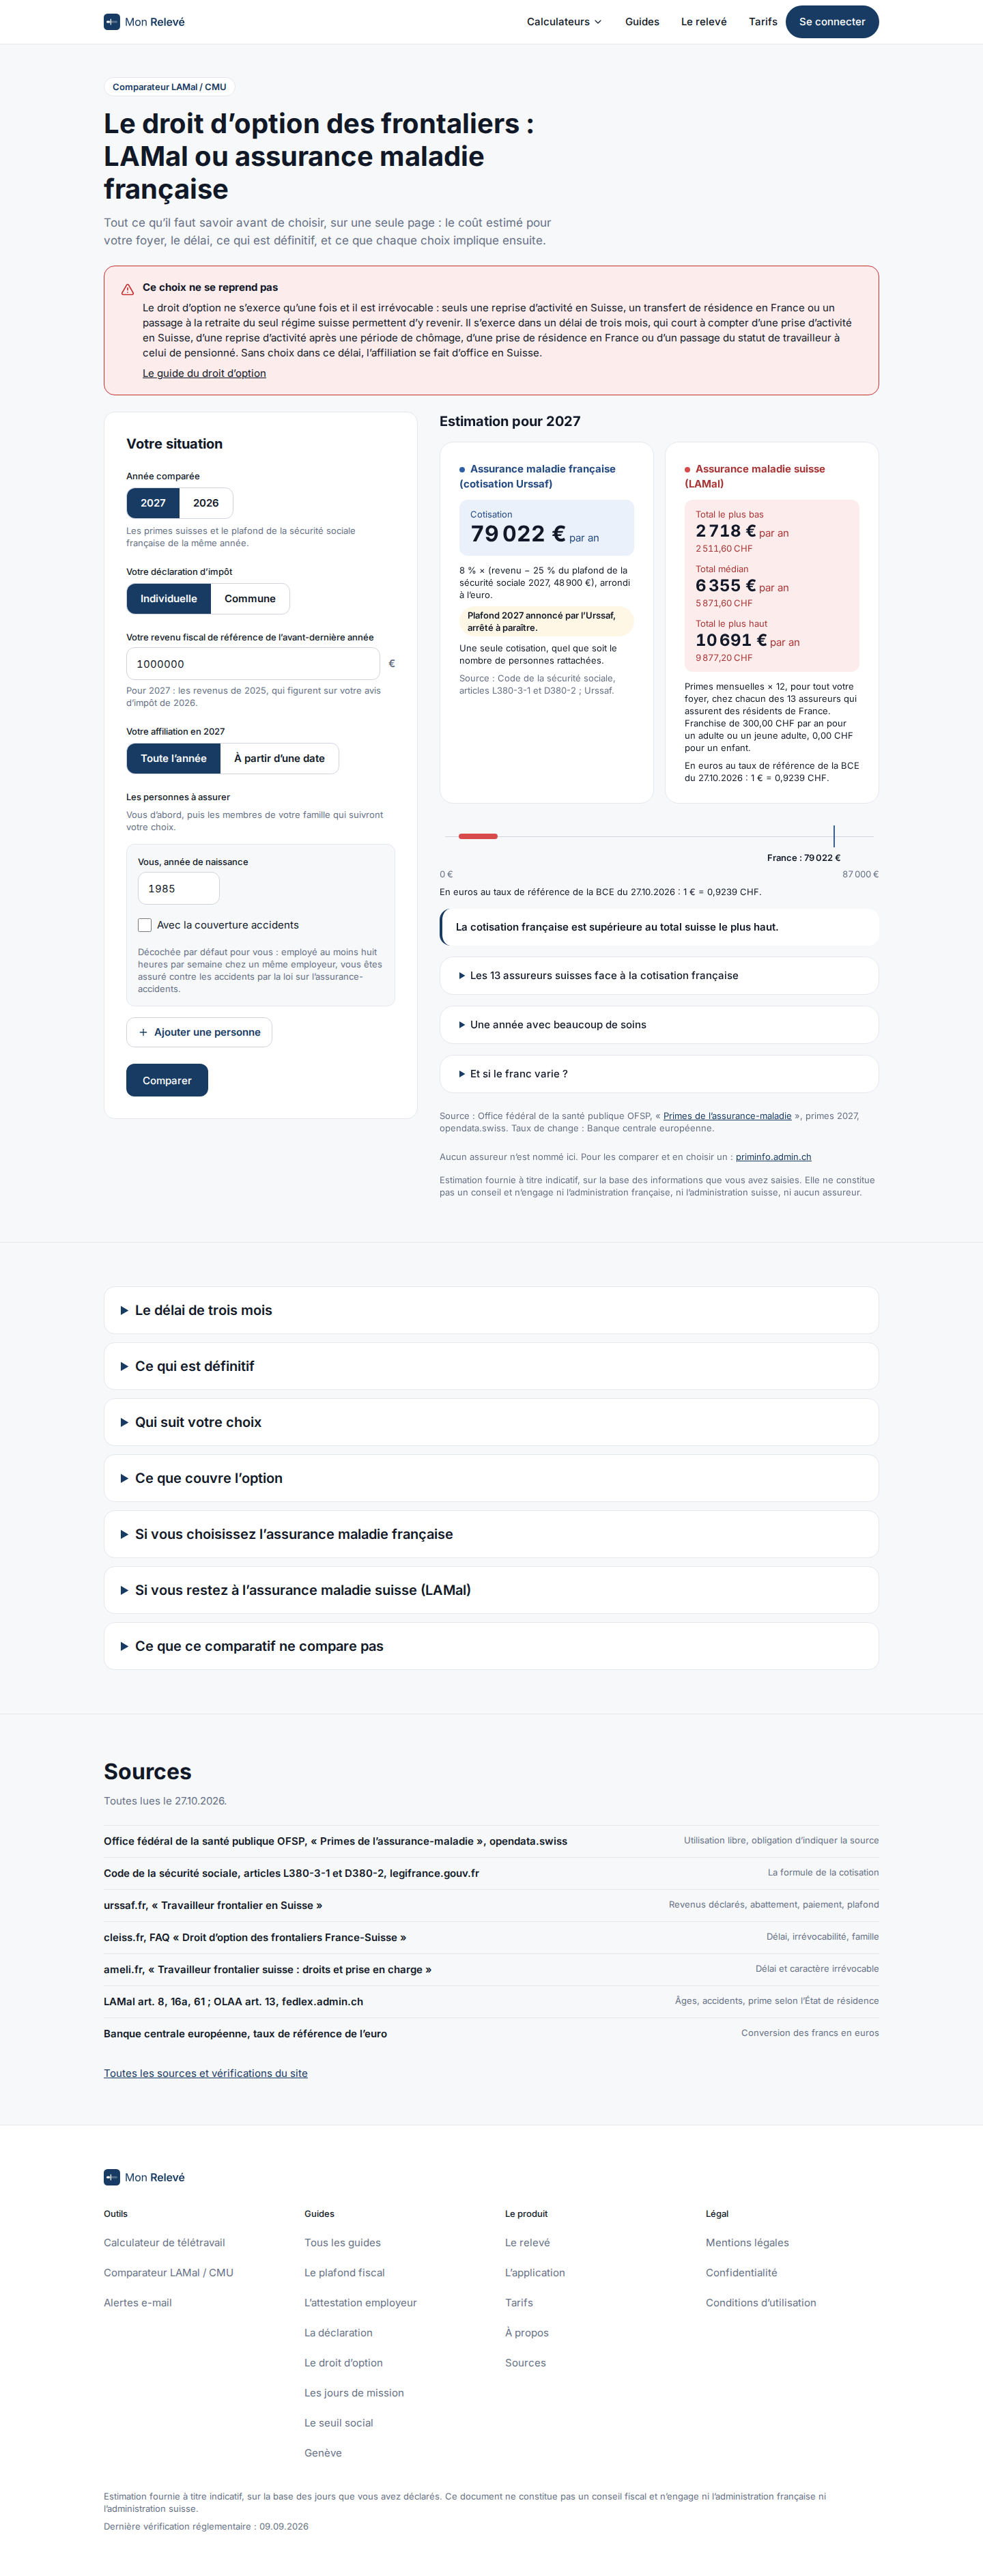 Mon Relevé
Calculateurs
Guides
Le relevé
Tarifs
Se connecter
Comparateur LAMal / CMU
Le droit d’option des frontaliers :
LAMal ou assurance maladie
française
Tout ce qu’il faut savoir avant de choisir, sur une seule page : le coût estimé pour
votre foyer, le délai, ce qui est définitif, et ce que chaque choix implique ensuite.
Ce choix ne se reprend pas
Le droit d’option ne s’exerce qu’une fois et il est irrévocable : seuls une reprise d’activité en Suisse, un transfert de résidence en France ou un
passage à la retraite du seul régime suisse permettent d’y revenir. Il s’exerce dans un délai de trois mois, qui court à compter d’une prise d’activité
en Suisse, d’une reprise d’activité après une période de chômage, d’une prise de résidence en France ou d’un passage du statut de travailleur à
celui de pensionné. Sans choix dans ce délai, l’affiliation se fait d’office en Suisse.
Le guide du droit d’option
Votre situation
Année comparée
2027
2026
Les primes suisses et le plafond de la sécurité sociale
française de la même année.
Votre déclaration d’impôt
Individuelle
Commune
Votre revenu fiscal de référence de l’avant-dernière année
1000000
€
Pour 2027 : les revenus de 2025, qui figurent sur votre avis
d’impôt de 2026.
Votre affiliation en 2027
Toute l’année
À partir d’une date
Les personnes à assurer
Vous d’abord, puis les membres de votre famille qui suivront
votre choix.
Vous, année de naissance
1985
Avec la couverture accidents
Décochée par défaut pour vous : employé au moins huit
heures par semaine chez un même employeur, vous êtes
assuré contre les accidents par la loi sur l’assurance-
accidents.
Ajouter une personne
Comparer
Estimation pour 2027
Assurance maladie française
(cotisation Urssaf)
Cotisation
79 022 € par an
8 % × (revenu − 25 % du plafond de la
sécurité sociale 2027, 48 900 €), arrondi
à l’euro.
Plafond 2027 annoncé par l’Urssaf,
arrêté à paraître.
Une seule cotisation, quel que soit le
nombre de personnes rattachées.
Source : Code de la sécurité sociale,
articles L380-3-1 et D380-2 ; Urssaf.
Assurance maladie suisse
(LAMal)
Total le plus bas
2 718 € par an
2 511,60 CHF
Total médian
6 355 € par an
5 871,60 CHF
Total le plus haut
10 691 € par an
9 877,20 CHF
Primes mensuelles × 12, pour tout votre
foyer, chez chacun des 13 assureurs qui
assurent des résidents de France.
Franchise de 300,00 CHF par an pour
un adulte ou un jeune adulte, 0,00 CHF
pour un enfant.
En euros au taux de référence de la BCE
du 27.10.2026 : 1 € = 0,9239 CHF.
France : 79 022 €
0 €
87 000 €
En euros au taux de référence de la BCE du 27.10.2026 : 1 € = 0,9239 CHF.
La cotisation française est supérieure au total suisse le plus haut.
Les 13 assureurs suisses face à la cotisation française
Une année avec beaucoup de soins
Et si le franc varie ?
Source : Office fédéral de la santé publique OFSP, « Primes de l’assurance-maladie », primes 2027,
opendata.swiss. Taux de change : Banque centrale européenne.
Aucun assureur n’est nommé ici. Pour les comparer et en choisir un : priminfo.admin.ch
Estimation fournie à titre indicatif, sur la base des informations que vous avez saisies. Elle ne constitue
pas un conseil et n’engage ni l’administration française, ni l’administration suisse, ni aucun assureur.
Le délai de trois mois
Ce qui est définitif
Qui suit votre choix
Ce que couvre l’option
Si vous choisissez l’assurance maladie française
Si vous restez à l’assurance maladie suisse (LAMal)
Ce que ce comparatif ne compare pas
Sources
Toutes lues le 27.10.2026.
Office fédéral de la santé publique OFSP, « Primes de l’assurance-maladie », opendata.swiss
Utilisation libre, obligation d’indiquer la source
Code de la sécurité sociale, articles L380-3-1 et D380-2, legifrance.gouv.fr
La formule de la cotisation
urssaf.fr, « Travailleur frontalier en Suisse »
Revenus déclarés, abattement, paiement, plafond
cleiss.fr, FAQ « Droit d’option des frontaliers France-Suisse »
Délai, irrévocabilité, famille
ameli.fr, « Travailleur frontalier suisse : droits et prise en charge »
Délai et caractère irrévocable
LAMal art. 8, 16a, 61 ; OLAA art. 13, fedlex.admin.ch
Âges, accidents, prime selon l’État de résidence
Banque centrale européenne, taux de référence de l’euro
Conversion des francs en euros
Toutes les sources et vérifications du site
Mon Relevé
Outils
Calculateur de télétravail
Comparateur LAMal / CMU
Alertes e-mail
Guides
Tous les guides
Le plafond fiscal
L’attestation employeur
La déclaration
Le droit d’option
Les jours de mission
Le seuil social
Genève
Le produit
Le relevé
L’application
Tarifs
À propos
Sources
Légal
Mentions légales
Confidentialité
Conditions d’utilisation
Estimation fournie à titre indicatif, sur la base des jours que vous avez déclarés. Ce document ne constitue pas un conseil fiscal et n’engage ni l’administration française ni
l’administration suisse.
Dernière vérification réglementaire : 09.09.2026